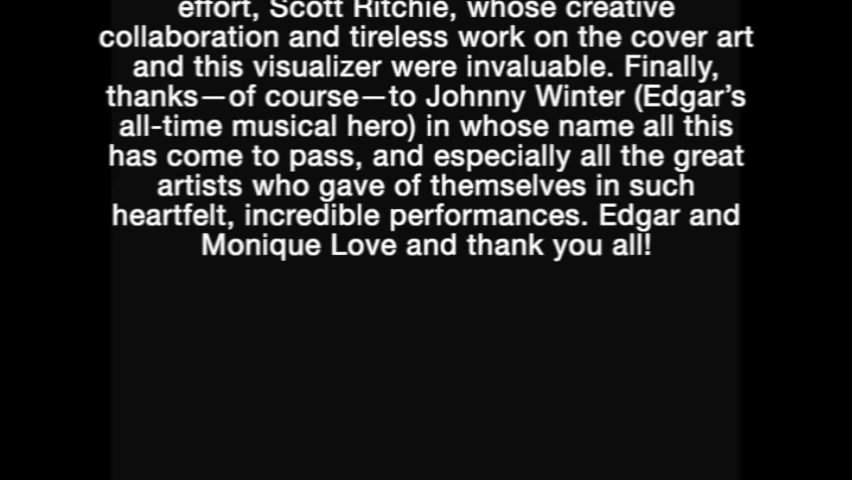 effort, Scott Ritchie, whose creative
collaboration and tireless work on the cover art
and this visualizer were invaluable. Finally,
thanks—of course—to Johnny Winter (Edgar’s
all-time musical hero) in whose name all this
has come to pass, and especially all the great
artists who gave of themselves in such
heartfelt, incredible performances. Edgar and
Monique Love and thank you all!